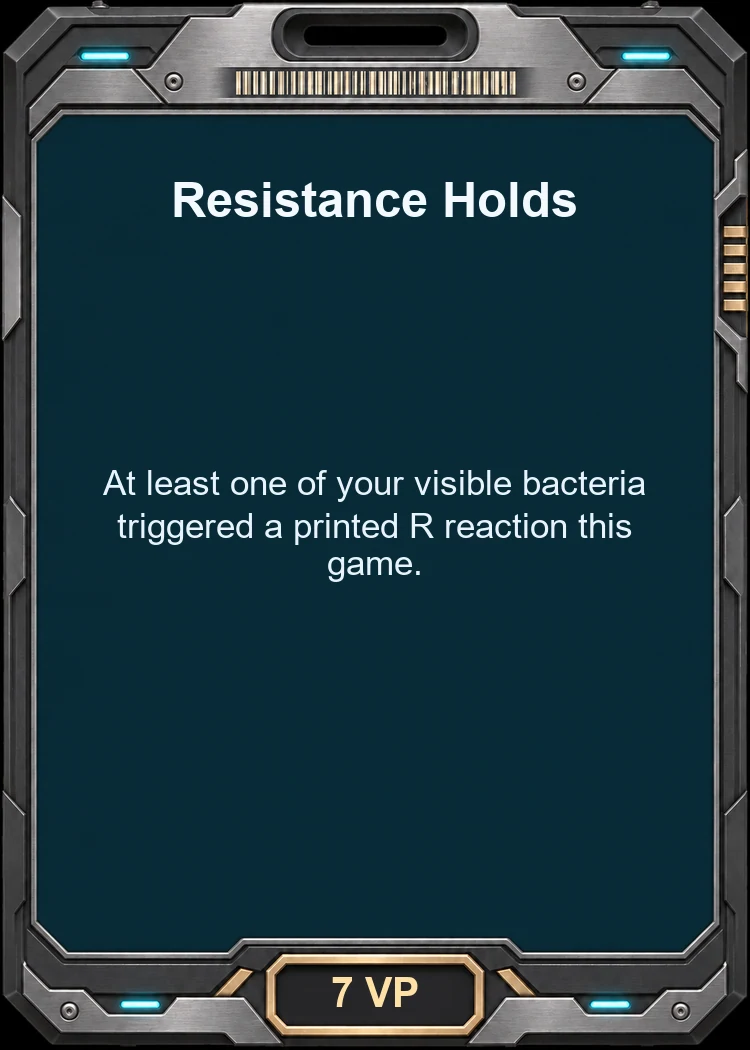 Resistance Holds
At least one of your visible bacteria
triggered a printed R reaction this
game.
7 VP